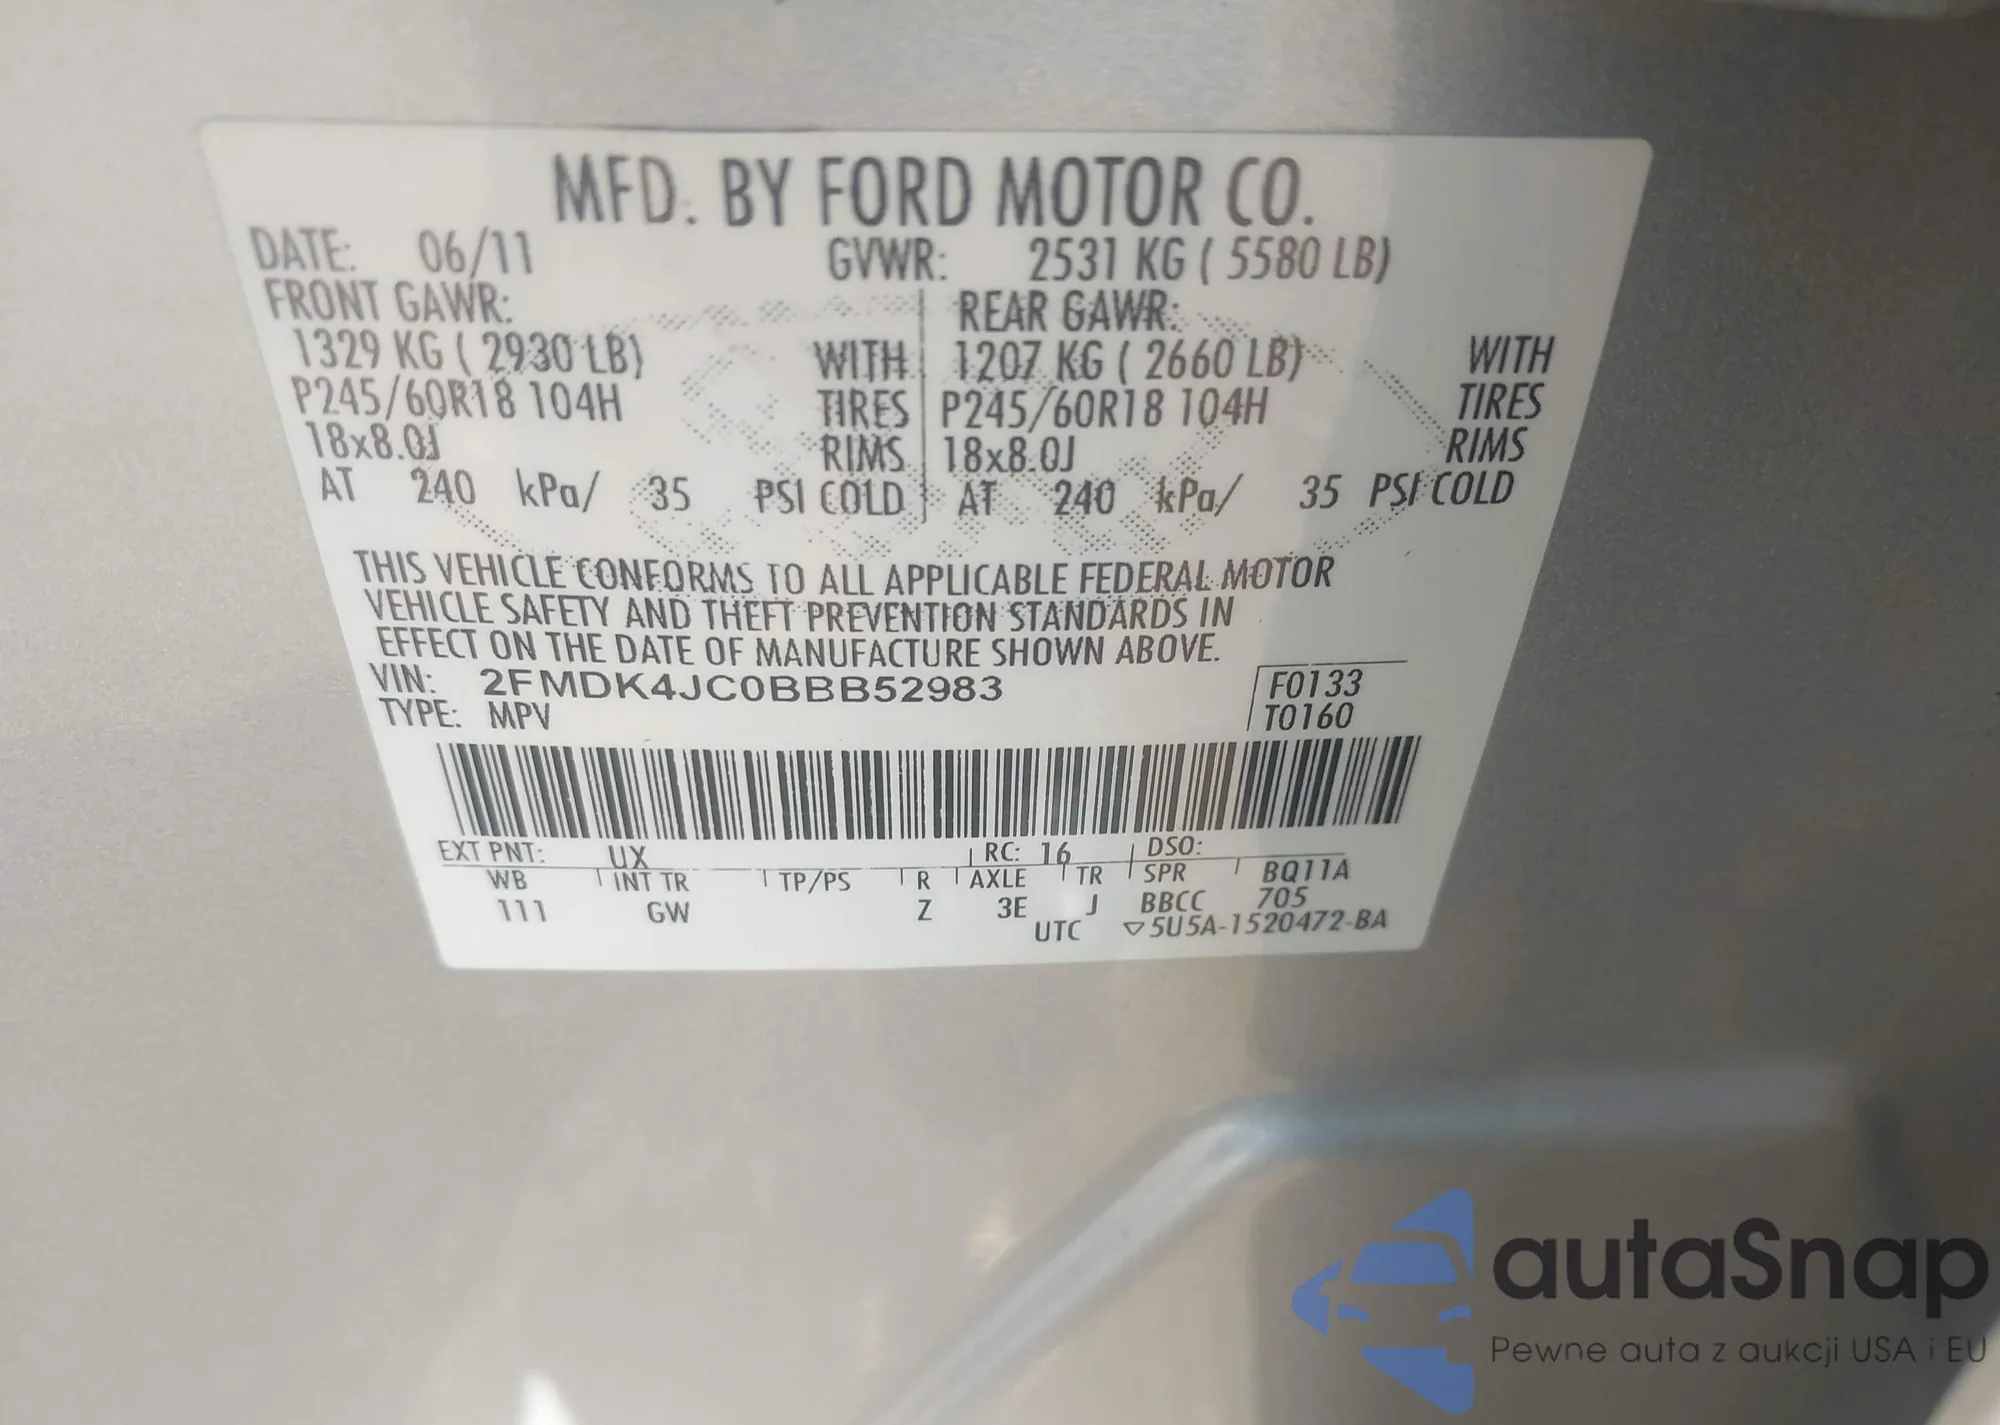 MFD. BY FORD MOTOR CO.
DATE: 06/11 GVWR: 2531 KG ( 5580 LB)
FRONT GAWR: REAR GAWR:
1329 KG ( 2930 LB) WITH 1207 KG ( 2660 LB) WITH
P245/60R18 104H TIRES P245/60R18 104H TIRES
18x8.0J RIMS 18x8.0J RIMS
AT 240 kPa/ 35 PSI COLD AT 240 kPa/ 35 PSI COLD
THIS VEHICLE CONFORMS TO ALL APPLICABLE FEDERAL MOTOR
VEHICLE SAFETY AND THEFT PREVENTION STANDARDS IN
EFFECT ON THE DATE OF MANUFACTURE SHOWN ABOVE.
VIN: 2FMDK4JC0BBB52983 F0133
TYPE: MPV T0160
EXT PNT: UX RC: 16 DSO:
WB INT TR TP/PS R AXLE TR SPR BQ11A
111 GW Z 3E J BBCC 705
UTC ▽5U5A-1520472-BA
autaSnap
Pewne auta z aukcji USA i EU